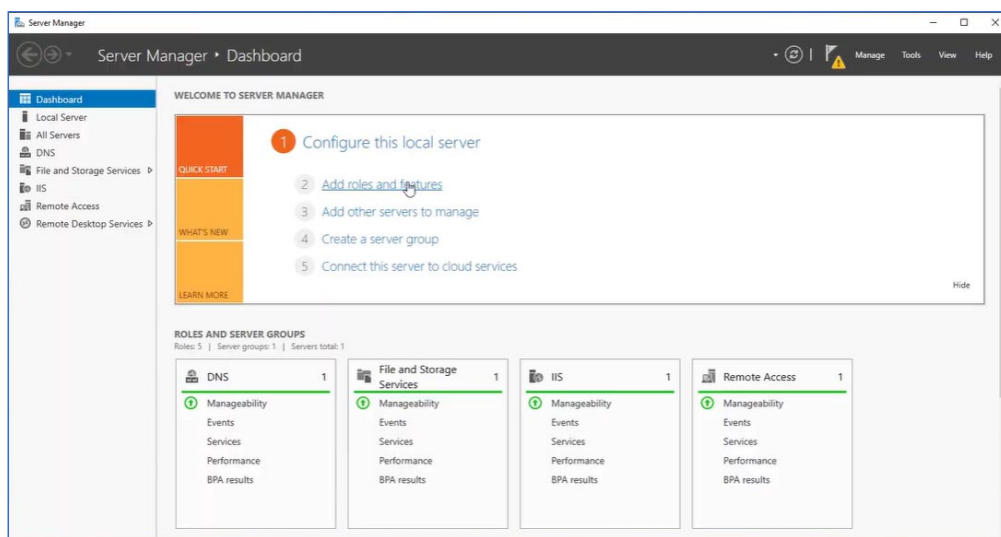 Server Manager
Server Manager • Dashboard
Manage Tools View Help
Dashboard
Local Server
All Servers
DNS
File and Storage Services
IIS
Remote Access
Remote Desktop Services
WELCOME TO SERVER MANAGER
QUICK START
WHAT'S NEW
LEARN MORE
1 Configure this local server
2 Add roles and features
3 Add other servers to manage
4 Create a server group
5 Connect this server to cloud services
Hide
ROLES AND SERVER GROUPS
Roles: 5 | Server groups: 1 | Servers total: 1
DNS 1
Manageability
Events
Services
Performance
BPA results
File and Storage
Services 1
Manageability
Events
Services
Performance
BPA results
IIS 1
Manageability
Events
Services
Performance
BPA results
Remote Access 1
Manageability
Events
Services
Performance
BPA results